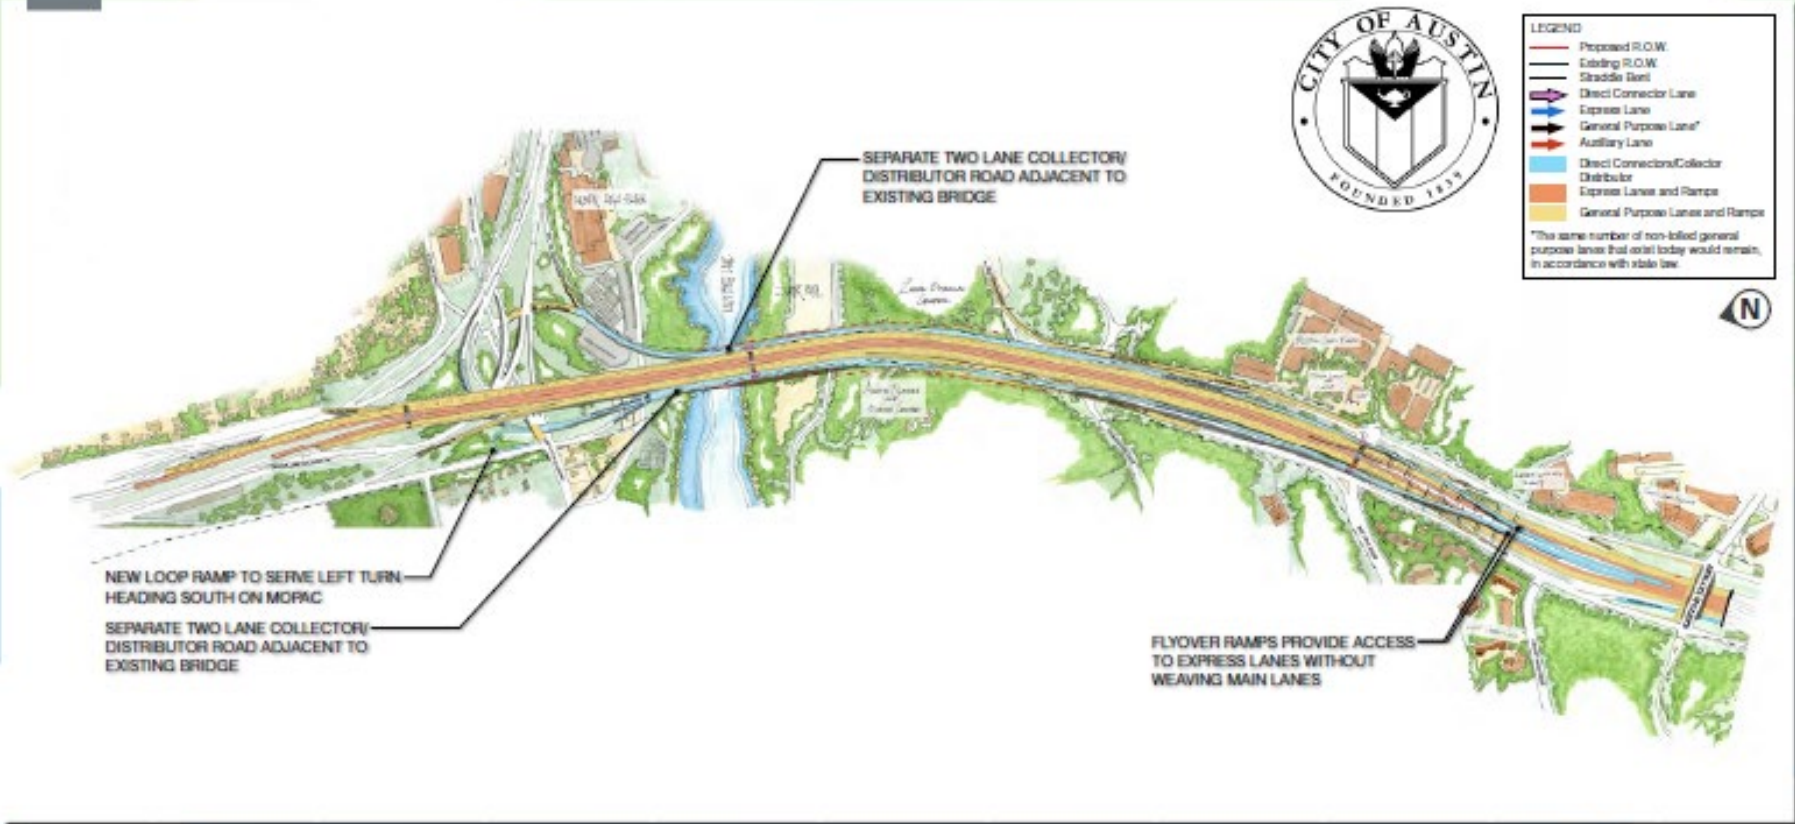 CITY OF AUSTIN
FOUNDED 1839
LEGEND
Proposed R.O.W.
Existing R.O.W.
Straddle Bent
Direct Connector Lane
Express Lane
General Purpose Lane*
Auxiliary Lane
Direct Connectors/Collector
Distributor
Express Lanes and Ramps
General Purpose Lanes and Ramps
*The same number of non-tolled general
purpose lanes that exist today would remain,
in accordance with state law.
N
SEPARATE TWO LANE COLLECTOR/
DISTRIBUTOR ROAD ADJACENT TO
EXISTING BRIDGE
NEW LOOP RAMP TO SERVE LEFT TURN
HEADING SOUTH ON MOPAC
SEPARATE TWO LANE COLLECTOR/
DISTRIBUTOR ROAD ADJACENT TO
EXISTING BRIDGE
FLYOVER RAMPS PROVIDE ACCESS
TO EXPRESS LANES WITHOUT
WEAVING MAIN LANES